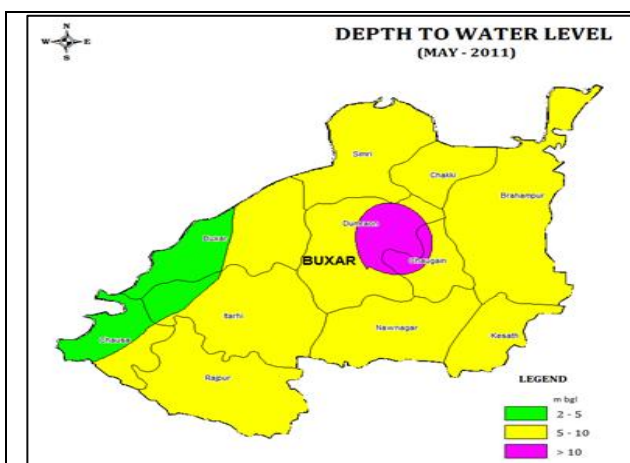 DEPTH TO WATER LEVEL
(MAY - 2011)
N
W E
S
Simri
Chakki
Brahampur
Dumraon
Buxar
BUXAR
Chaugain
Itarhi
Nawnagar
Kesath
Chausa
Rajpur
LEGEND
m bgl
2 - 5
5 - 10
> 10